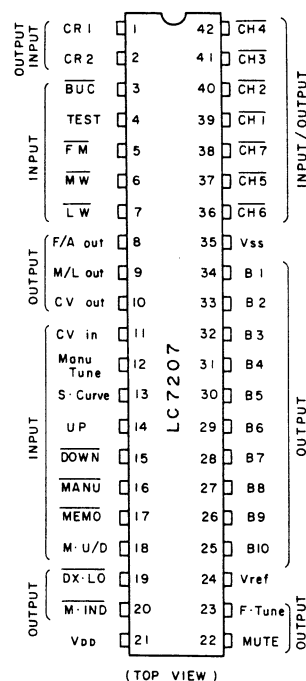 OUTPUT INPUT
CR1 1 42 CH4
CR2 2 41 CH3
BUC 3 40 CH2
TEST 4 39 CH1
FM 5 38 CH7
MW 6 37 CH5
LW 7 36 CH6
INPUT
INPUT/OUTPUT
F/A out 8 35 Vss
M/L out 9 34 B1
CV out 10 33 B2
OUTPUT
CV in 11 32 B3
Manu Tune 12 31 B4
S·Curve 13 30 B5
UP 14 29 B6
DOWN 15 28 B7
MANU 16 27 B8
MEMO 17 26 B9
M·U/D 18 25 B10
INPUT
LC7207
OUTPUT
DX·LO 19 24 Vref
M·IND 20 23 F·Tune
VDD 21 22 MUTE
OUTPUT
OUTPUT
(TOP VIEW)